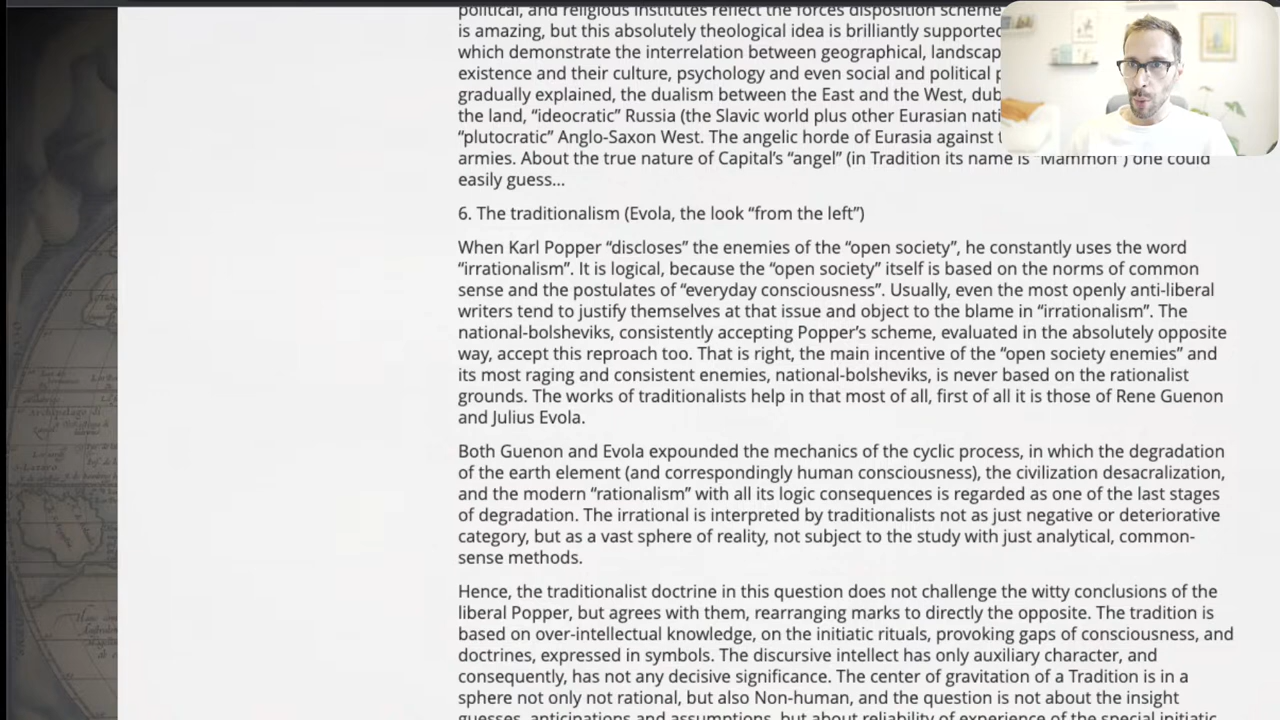 political, and religious institutes reflect the forces disposition scheme
is amazing, but this absolutely theological idea is brilliantly supported
which demonstrate the interrelation between geographical, landscap
existence and their culture, psychology and even social and political p
gradually explained, the dualism between the East and the West, dub
the land, “ideocratic” Russia (the Slavic world plus other Eurasian nati
“plutocratic” Anglo-Saxon West. The angelic horde of Eurasia against t
armies. About the true nature of Capital’s “angel” (in Tradition its name is “Mammon”) one could
easily guess…
6. The traditionalism (Evola, the look “from the left”)
When Karl Popper “discloses” the enemies of the “open society”, he constantly uses the word
“irrationalism”. It is logical, because the “open society” itself is based on the norms of common
sense and the postulates of “everyday consciousness”. Usually, even the most openly anti-liberal
writers tend to justify themselves at that issue and object to the blame in “irrationalism”. The
national-bolsheviks, consistently accepting Popper’s scheme, evaluated in the absolutely opposite
way, accept this reproach too. That is right, the main incentive of the “open society enemies” and
its most raging and consistent enemies, national-bolsheviks, is never based on the rationalist
grounds. The works of traditionalists help in that most of all, first of all it is those of Rene Guenon
and Julius Evola.
Both Guenon and Evola expounded the mechanics of the cyclic process, in which the degradation
of the earth element (and correspondingly human consciousness), the civilization desacralization,
and the modern “rationalism” with all its logic consequences is regarded as one of the last stages
of degradation. The irrational is interpreted by traditionalists not as just negative or deteriorative
category, but as a vast sphere of reality, not subject to the study with just analytical, common-
sense methods.
Hence, the traditionalist doctrine in this question does not challenge the witty conclusions of the
liberal Popper, but agrees with them, rearranging marks to directly the opposite. The tradition is
based on over-intellectual knowledge, on the initiatic rituals, provoking gaps of consciousness, and
doctrines, expressed in symbols. The discursive intellect has only auxiliary character, and
consequently, has not any decisive significance. The center of gravitation of a Tradition is in a
sphere not only not rational, but also Non-human, and the question is not about the insight
guesses, anticipations and assumptions, but about reliability of experience of the special initiatic